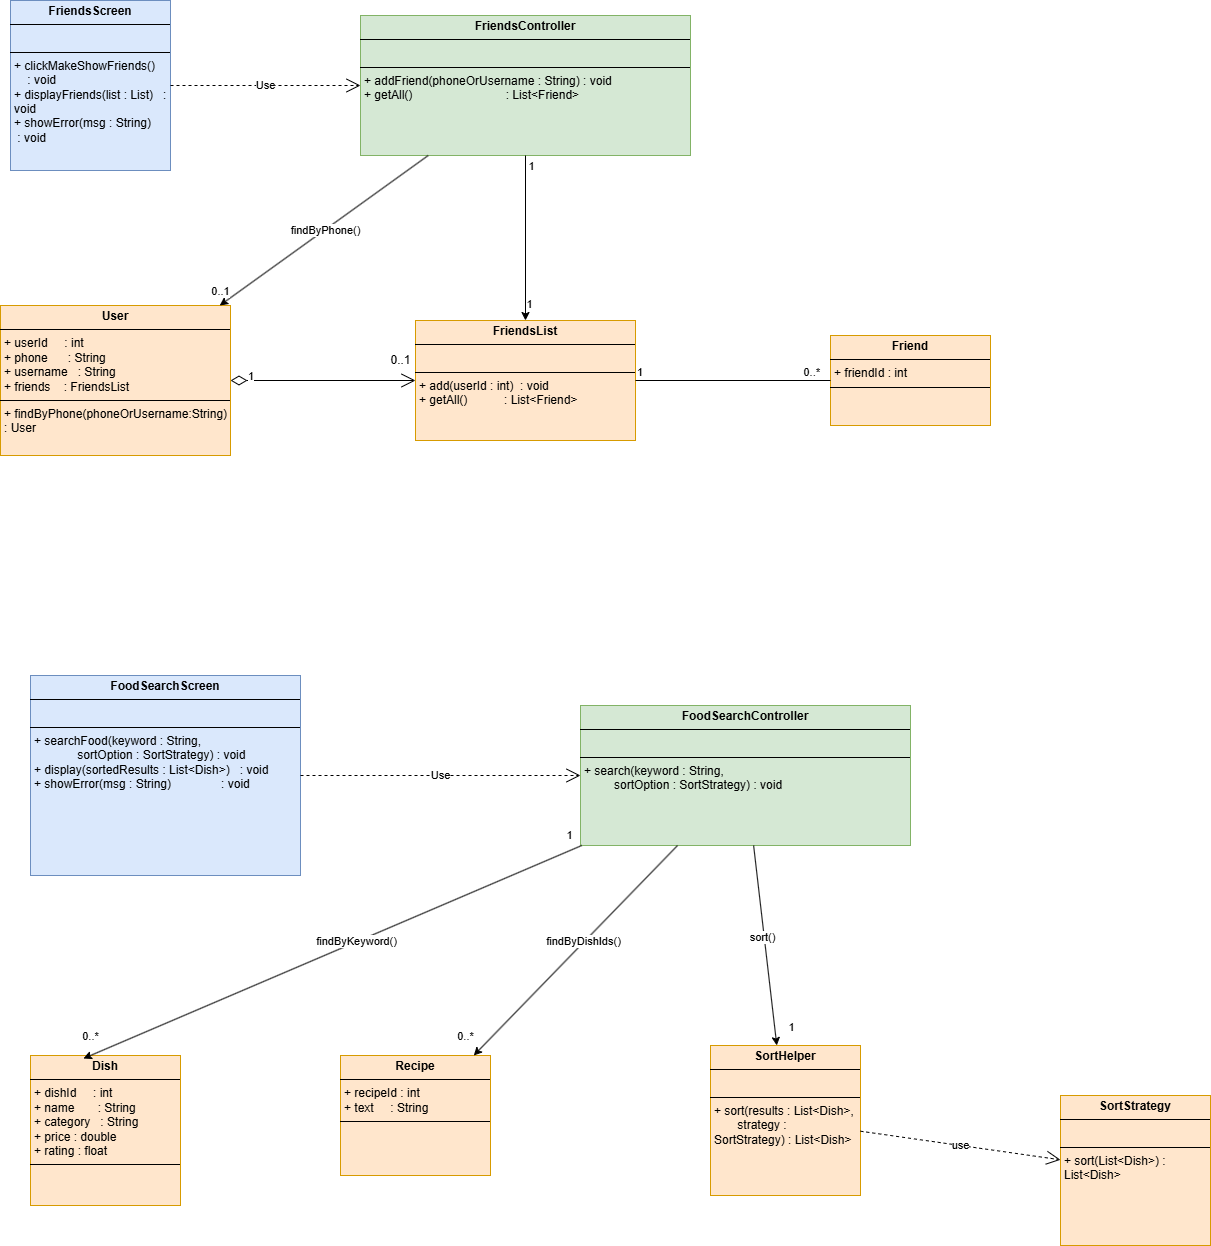 FriendsScreen
+ clickMakeShowFriends()
: void
+ displayFriends(list : List) :
void
+ showError(msg : String)
: void
Use
FriendsController
+ addFriend(phoneOrUsername : String) : void
+ getAll() : List<Friend>
1
findByPhone()
0..1
1
User
+ userId : int
+ phone : String
+ username : String
+ friends : FriendsList
+ findByPhone(phoneOrUsername:String)
: User
1
0..1
FriendsList
+ add(userId : int) : void
+ getAll() : List<Friend>
1
0..*
Friend
+ friendId : int
FoodSearchScreen
+ searchFood(keyword : String,
sortOption : SortStrategy) : void
+ display(sortedResults : List<Dish>) : void
+ showError(msg : String) : void
Use
FoodSearchController
+ search(keyword : String,
sortOption : SortStrategy) : void
1
findByKeyword()
findByDishIds()
sort()
0..*
0..*
1
Dish
+ dishId : int
+ name : String
+ category : String
+ price : double
+ rating : float
Recipe
+ recipeId : int
+ text : String
SortHelper
+ sort(results : List<Dish>,
strategy :
SortStrategy) : List<Dish>
use
SortStrategy
+ sort(List<Dish>) :
List<Dish>